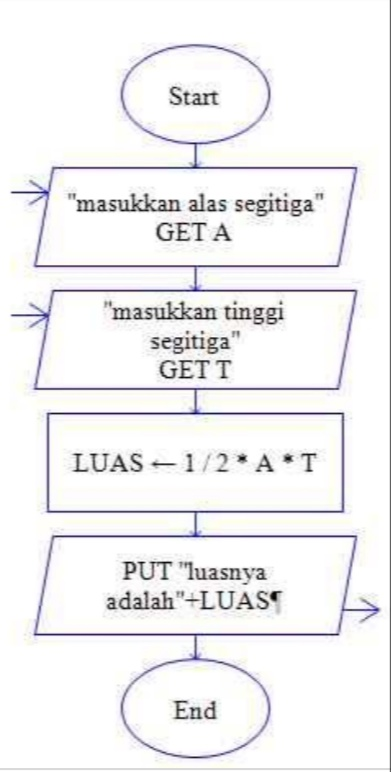 Start
"masukkan alas segitiga"
GET A
"masukkan tinggi
segitiga"
GET T
LUAS ← 1 / 2 * A * T
PUT "luasnya
adalah"+LUAS¶
End